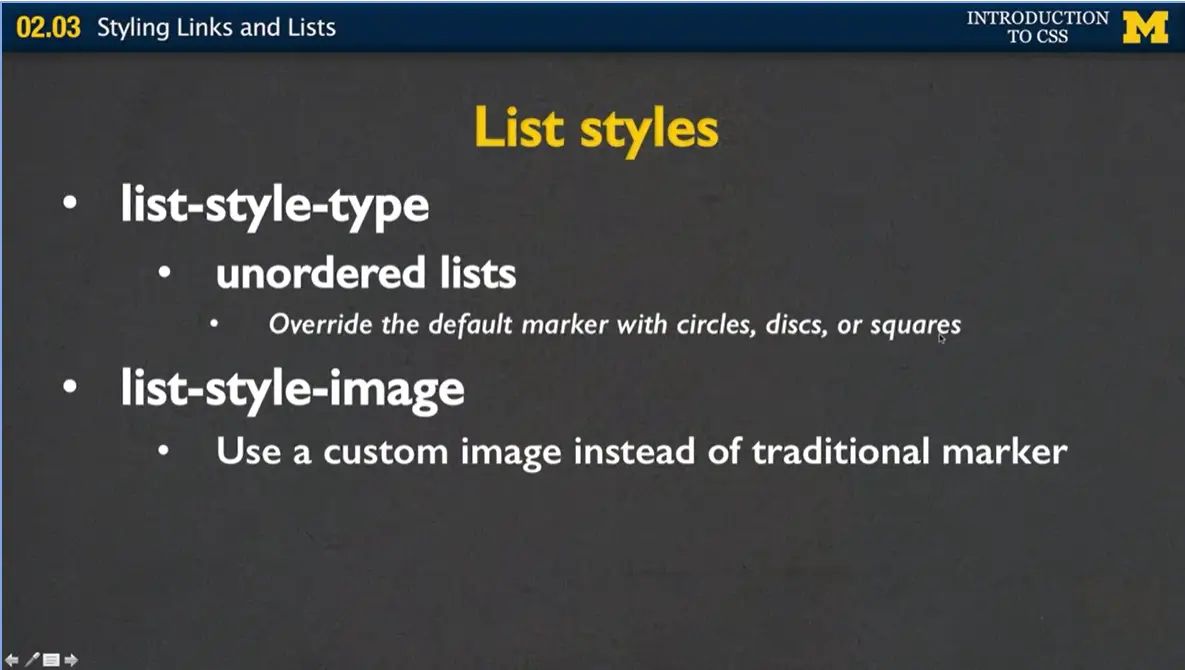 02.03 Styling Links and Lists
INTRODUCTION
TO CSS
M
List styles
• list-style-type
• unordered lists
• Override the default marker with circles, discs, or squares
• list-style-image
• Use a custom image instead of traditional marker